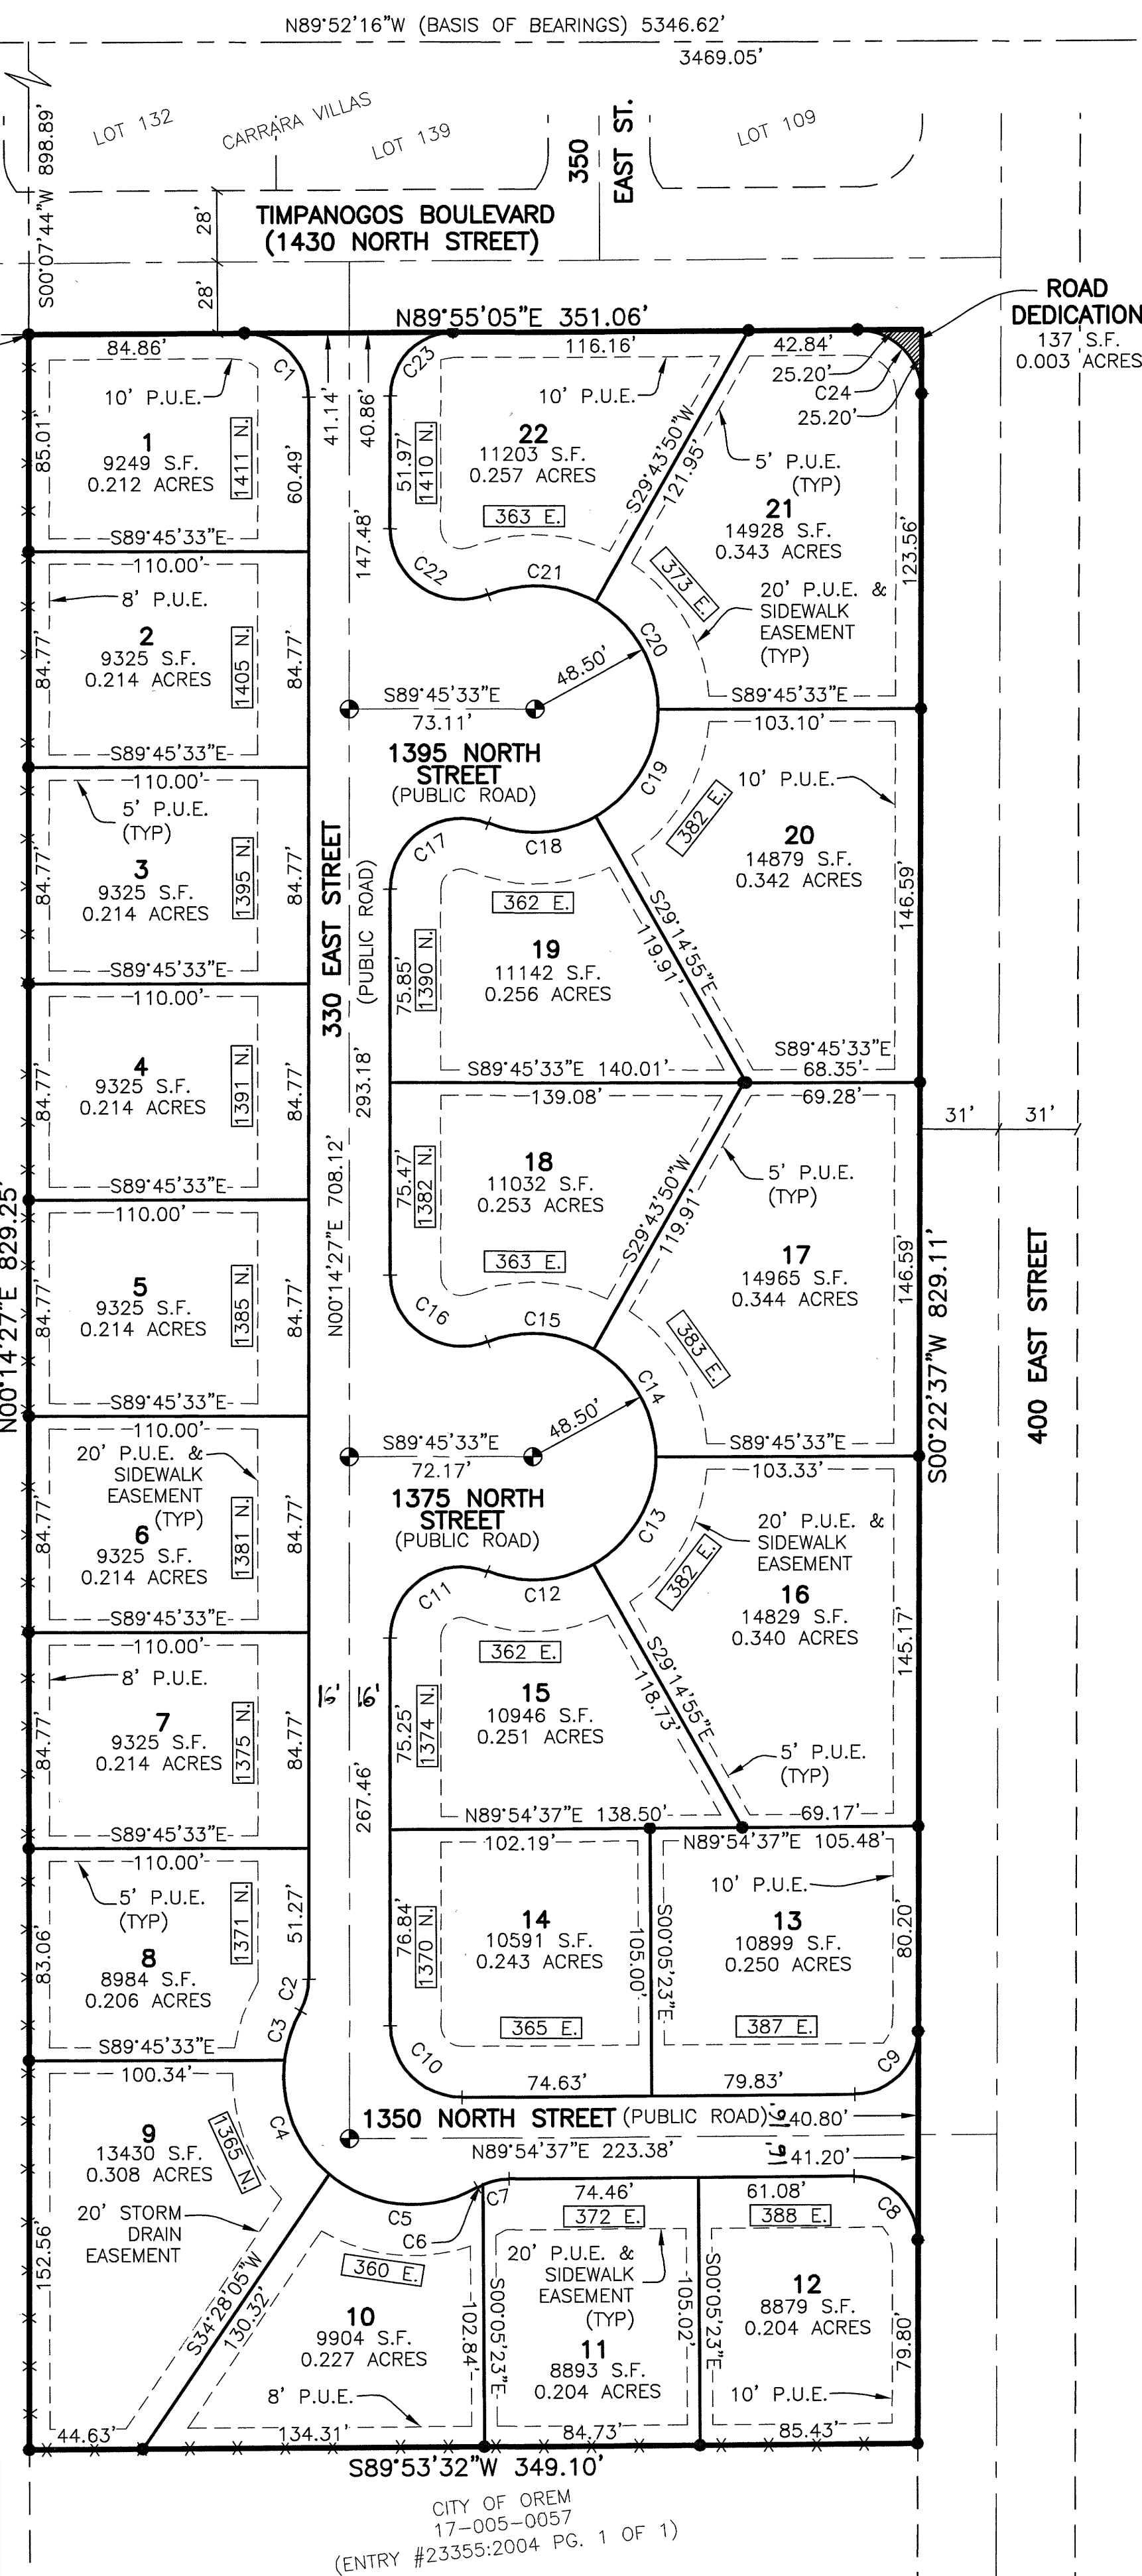 N89°52'16"W (BASIS OF BEARINGS) 5346.62'
3469.05'
S00°07'44"W 898.89'
LOT 132
CARRARA VILLAS
LOT 139
350
EAST ST.
LOT 109
28'
28'
TIMPANOGOS BOULEVARD
(1430 NORTH STREET)
N89°55'05"E 351.06'
ROAD
DEDICATION
137 S.F.
0.003 ACRES
84.86'
C1
10' P.U.E.
85.01'
1
9249 S.F.
0.212 ACRES
1411 N.
60.49'
S89°45'33"E
41.14'
40.86'
C23
116.16'
10' P.U.E.
51.97'
1410 N.
22
11203 S.F.
0.257 ACRES
363 E.
S29°43'50"W
121.95'
42.84'
25.20'
C24
25.20'
5' P.U.E.
(TYP)
21
14928 S.F.
0.343 ACRES
373 E.
123.56'
20' P.U.E. &
SIDEWALK
EASEMENT
(TYP)
147.48'
C22
C21
C20
110.00'
8' P.U.E.
84.77'
2
9325 S.F.
0.214 ACRES
1405 N.
84.77'
S89°45'33"E
48.50'
S89°45'33"E
73.11'
S89°45'33"E
103.10'
1395 NORTH
STREET
(PUBLIC ROAD)
C19
C17
C18
110.00'
5' P.U.E.
(TYP)
84.77'
3
9325 S.F.
0.214 ACRES
1395 N.
84.77'
S89°45'33"E
330 EAST STREET
(PUBLIC ROAD)
382 E.
10' P.U.E.
20
14879 S.F.
0.342 ACRES
146.59'
362 E.
75.85'
1390 N.
19
11142 S.F.
0.256 ACRES
S29°14'55"E
119.91'
S89°45'33"E 140.01'
S89°45'33"E
68.35'
110.00'
84.77'
4
9325 S.F.
0.214 ACRES
1391 N.
84.77'
S89°45'33"E
293.18'
N00°14'27"E 708.12'
139.08'
69.28'
31'
31'
75.47'
1382 N.
18
11032 S.F.
0.253 ACRES
363 E.
S29°43'50"W
119.91'
5' P.U.E.
(TYP)
17
14965 S.F.
0.344 ACRES
383 E.
146.59'
S00°22'37"W 829.11'
400 EAST STREET
N00°14'27"E 829.25'
110.00'
84.77'
5
9325 S.F.
0.214 ACRES
1385 N.
84.77'
S89°45'33"E
C16
C15
C14
48.50'
S89°45'33"E
72.17'
S89°45'33"E
103.33'
1375 NORTH
STREET
(PUBLIC ROAD)
C13
C11
C12
110.00'
20' P.U.E. &
SIDEWALK
EASEMENT
(TYP)
84.77'
6
9325 S.F.
0.214 ACRES
1381 N.
84.77'
S89°45'33"E
382 E.
20' P.U.E. &
SIDEWALK
EASEMENT
16
14829 S.F.
0.340 ACRES
145.17'
362 E.
75.25'
1374 N.
15
10946 S.F.
0.251 ACRES
S29°14'55"E
118.73'
5' P.U.E.
(TYP)
16'
16'
267.46'
110.00'
8' P.U.E.
84.77'
7
9325 S.F.
0.214 ACRES
1375 N.
84.77'
S89°45'33"E
N89°54'37"E 138.50'
69.17'
102.19'
N89°54'37"E 105.48'
110.00'
5' P.U.E.
(TYP)
83.06'
8
8984 S.F.
0.206 ACRES
1371 N.
51.27'
C2
C3
S89°45'33"E
76.84'
1370 N.
14
10591 S.F.
0.243 ACRES
105.00'
S00°05'23"E
365 E.
10' P.U.E.
13
10899 S.F.
0.250 ACRES
387 E.
80.20'
C10
74.63'
79.83'
C9
1350 NORTH STREET (PUBLIC ROAD)
16'
40.80'
N89°54'37"E 223.38'
16'
41.20'
100.34'
C4
9
13430 S.F.
0.308 ACRES
1365 N.
20' STORM
DRAIN
EASEMENT
152.56'
S34°28'05"W
130.32'
44.63'
C5
C6
C7
360 E.
10
9904 S.F.
0.227 ACRES
102.84'
S00°05'23"E
8' P.U.E.
134.31'
74.46'
372 E.
20' P.U.E. &
SIDEWALK
EASEMENT
(TYP)
11
8893 S.F.
0.204 ACRES
105.02'
S00°05'23"E
84.73'
61.08'
388 E.
C8
12
8879 S.F.
0.204 ACRES
79.80'
10' P.U.E.
85.43'
S89°53'32"W 349.10'
CITY OF OREM
17-005-0057
(ENTRY #23355:2004 PG. 1 OF 1)